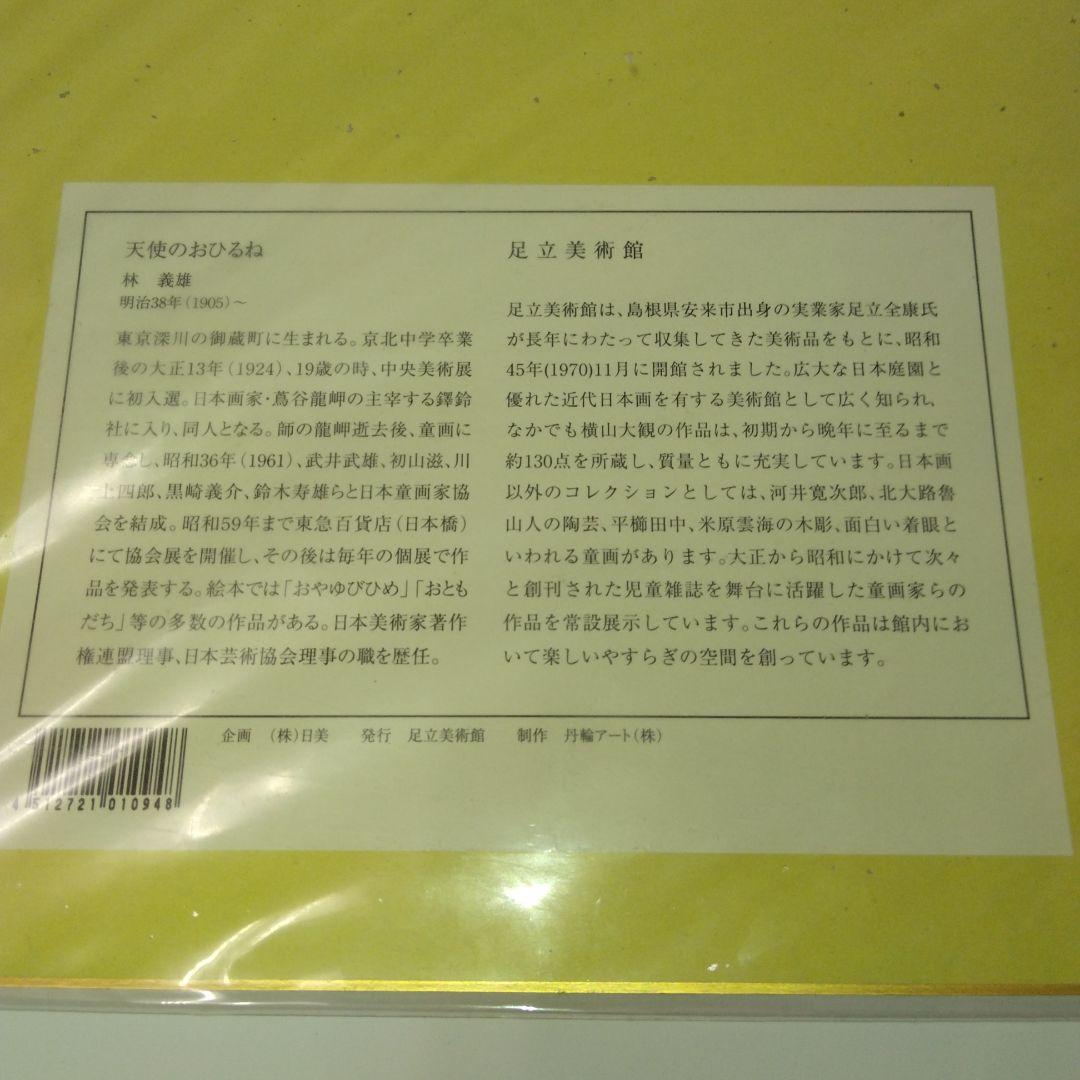 天使のおひるね
林　義雄
明治38年（1905）～
東京深川の御蔵町に生まれる。京北中学卒業
後の大正13年（1924）、19歳の時、中央美術展
に初入選。日本画家・蔦谷龍岬の主宰する鐸鈴
社に入り、同人となる。師の龍岬逝去後、童画に
専念し、昭和36年（1961）、武井武雄、初山滋、川
上四郎、黒崎義介、鈴木寿雄らと日本童画家協
会を結成。昭和59年まで東急百貨店（日本橋）
にて協会展を開催し、その後は毎年の個展で作
品を発表する。絵本では「おやゆびひめ」「おとも
だち」等の多数の作品がある。日本美術家著作
権連盟理事、日本芸術協会理事の職を歴任。
足立美術館
足立美術館は、島根県安来市出身の実業家足立全康氏
が長年にわたって収集してきた美術品をもとに、昭和
45年(1970)11月に開館されました。広大な日本庭園と
優れた近代日本画を有する美術館として広く知られ、
なかでも横山大観の作品は、初期から晩年に至るまで
約130点を所蔵し、質量ともに充実しています。日本画
以外のコレクションとしては、河井寛次郎、北大路魯
山人の陶芸、平櫛田中、米原雲海の木彫、面白い着眼と
いわれる童画があります。大正から昭和にかけて次々
と創刊された児童雑誌を舞台に活躍した童画家らの
作品を常設展示しています。これらの作品は館内にお
いて楽しいやすらぎの空間を創っています。
企画　（株）日美　　発行　足立美術館　　制作　丹輪アート（株）
4 512721 010948